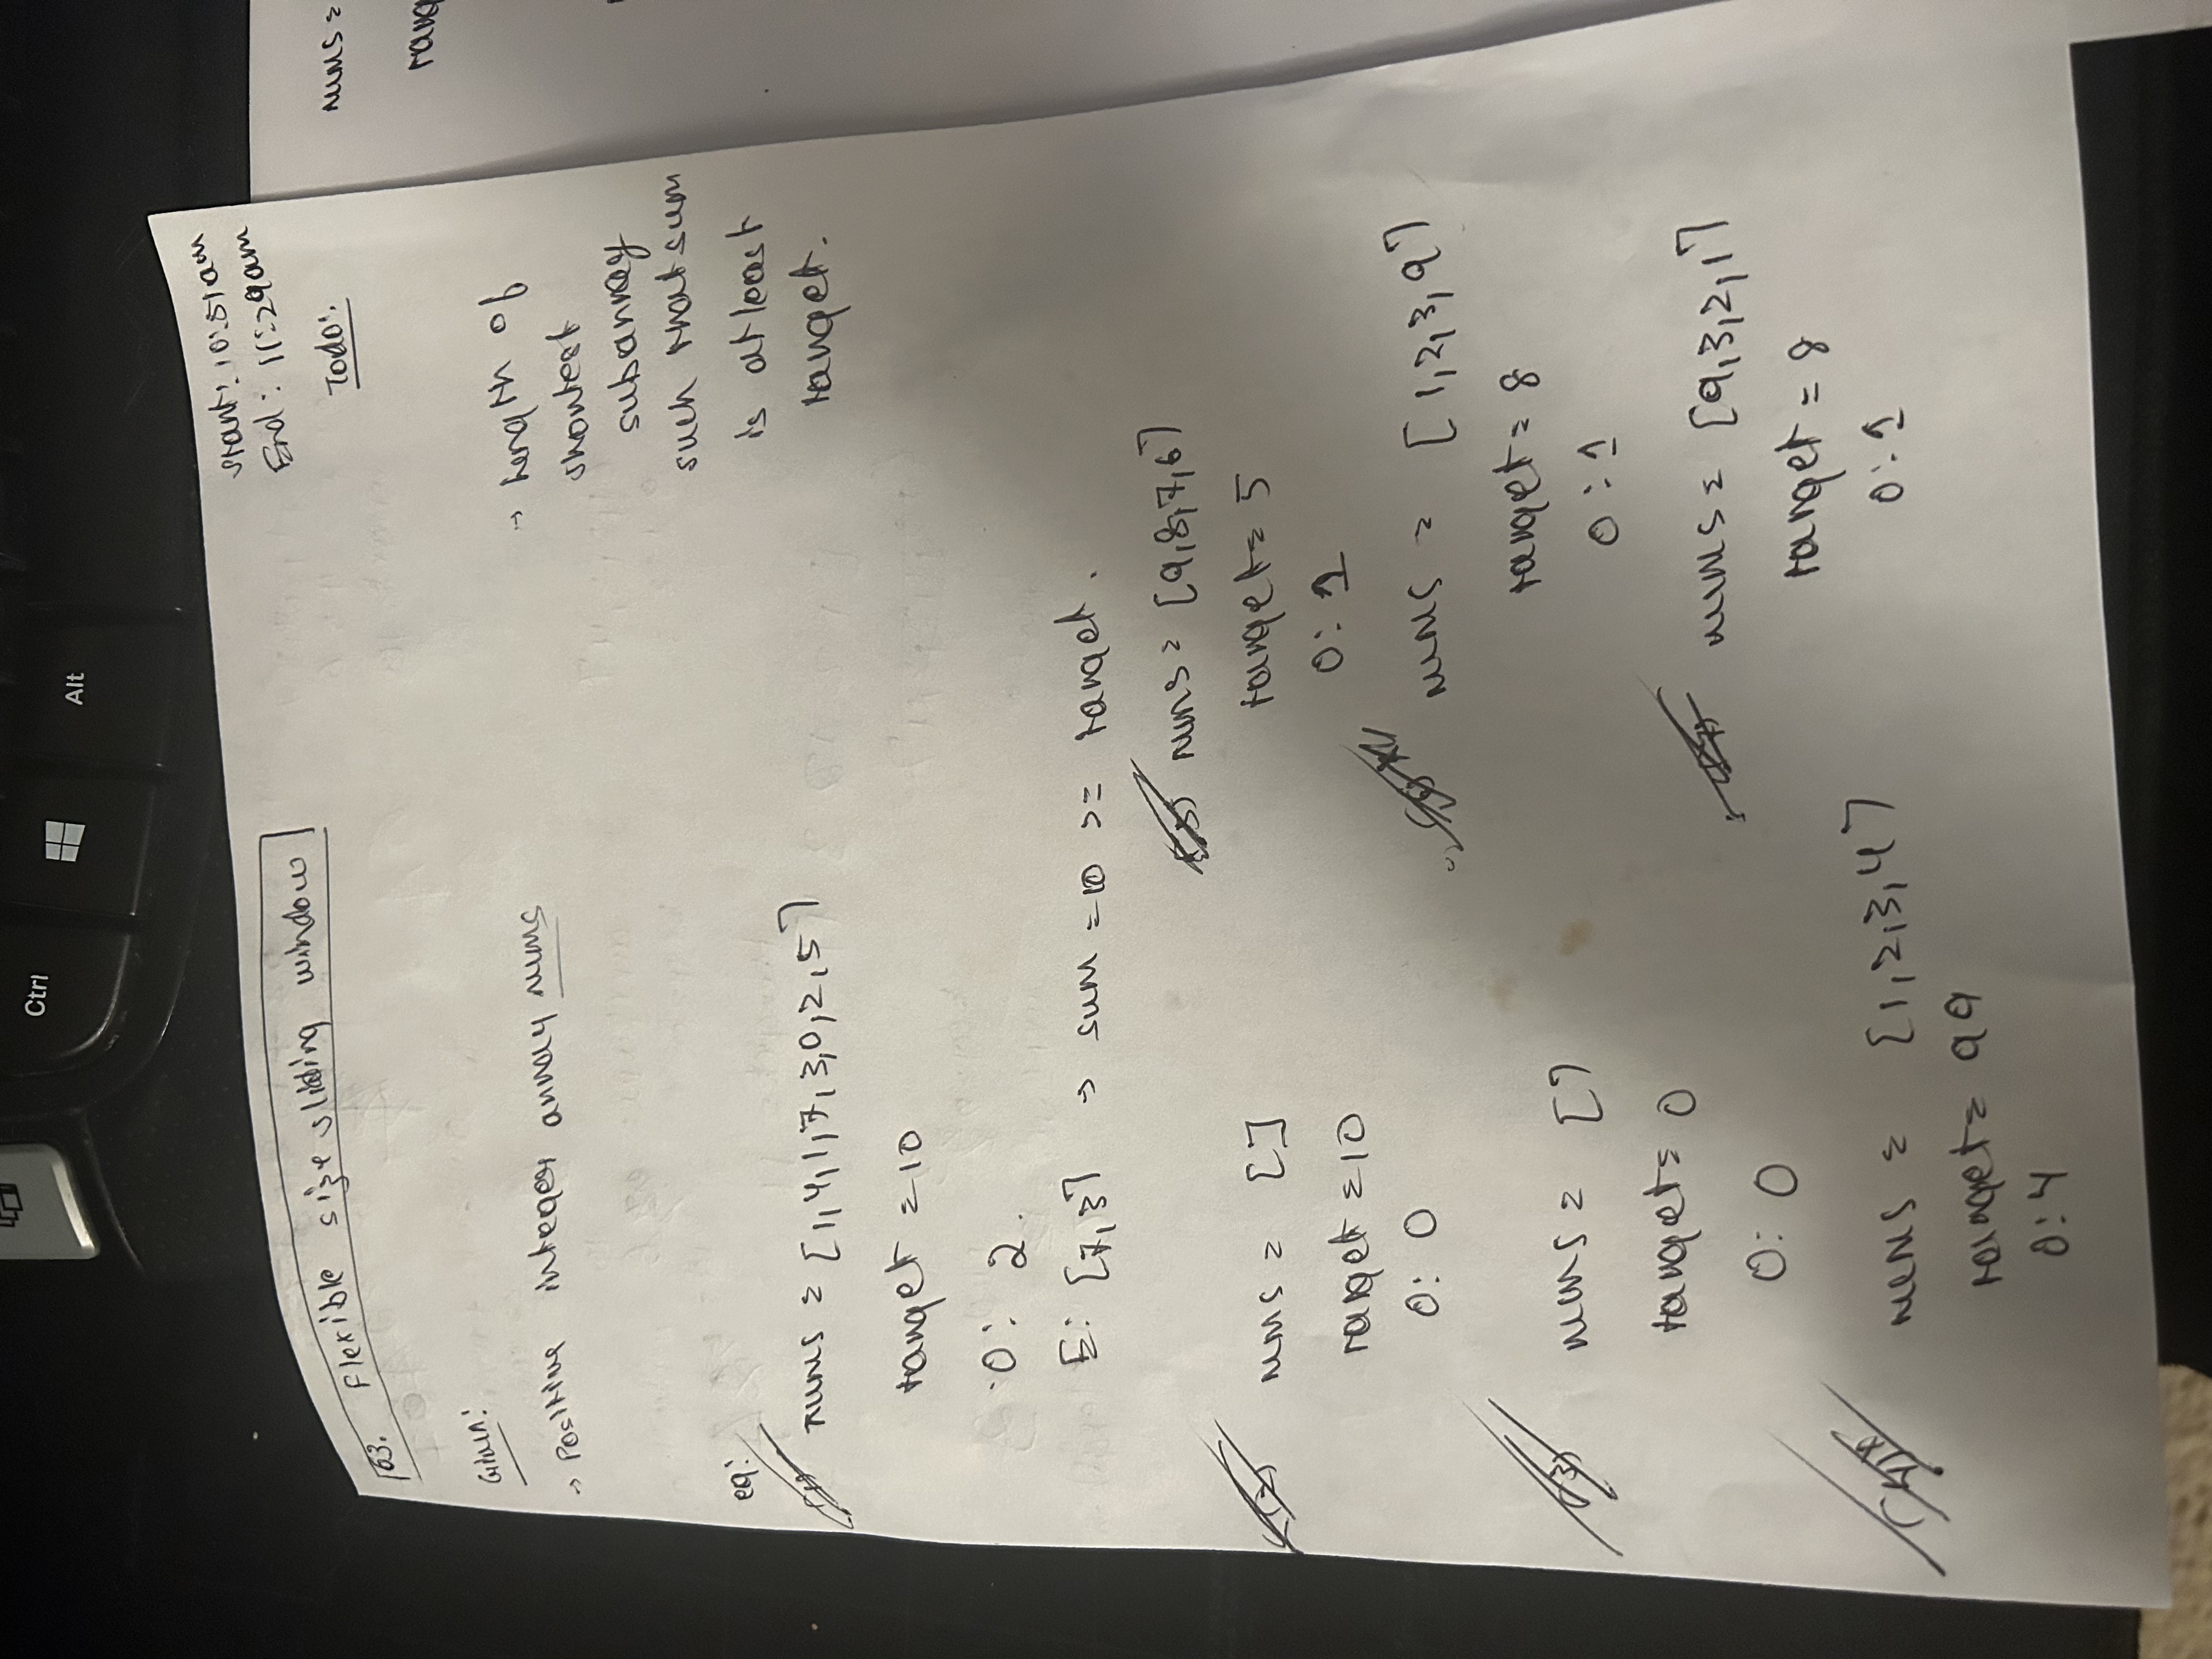 Ctrl
Alt
Start: 10:51am
End: 11:29am
63. Flexible size sliding window
Todo:
Given:
→ Positive integer array nums
→ Length of
shortest
subarray
such that sum
is at least
target.
eg:
(1) nums = [1,4,1,7,3,0,2,5]
target = 10
O: 2.
E: [7,3] → sum = 10 >= target.
(2) nums = []
target = 10
O: 0
(3) nums = []
target = 0
O: 0
(4) nums = [1,2,3,4]
target = 99
O: 4
(5) nums = [9,8,7,6]
target = 5
O: 1
(6) nums = [1,2,3,9]
target = 8
O: 1
(7) nums = [9,3,2,1]
target = 8
O: 1
nums =